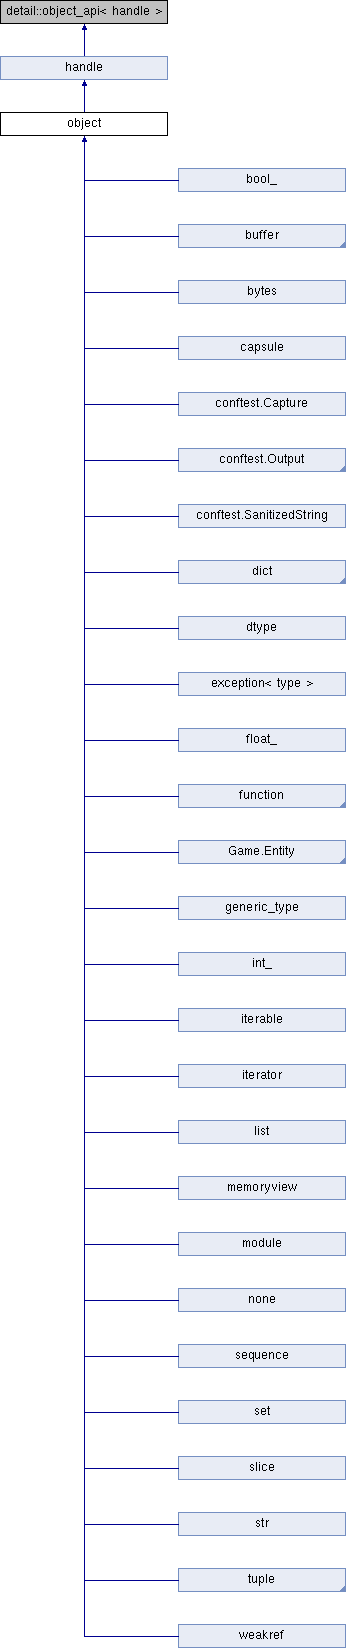 detail::object_api< handle >
handle
object
bool_
buffer
bytes
capsule
conftest.Capture
conftest.Output
conftest.SanitizedString
dict
dtype
exception< type >
float_
function
Game.Entity
generic_type
int_
iterable
iterator
list
memoryview
module
none
sequence
set
slice
str
tuple
weakref